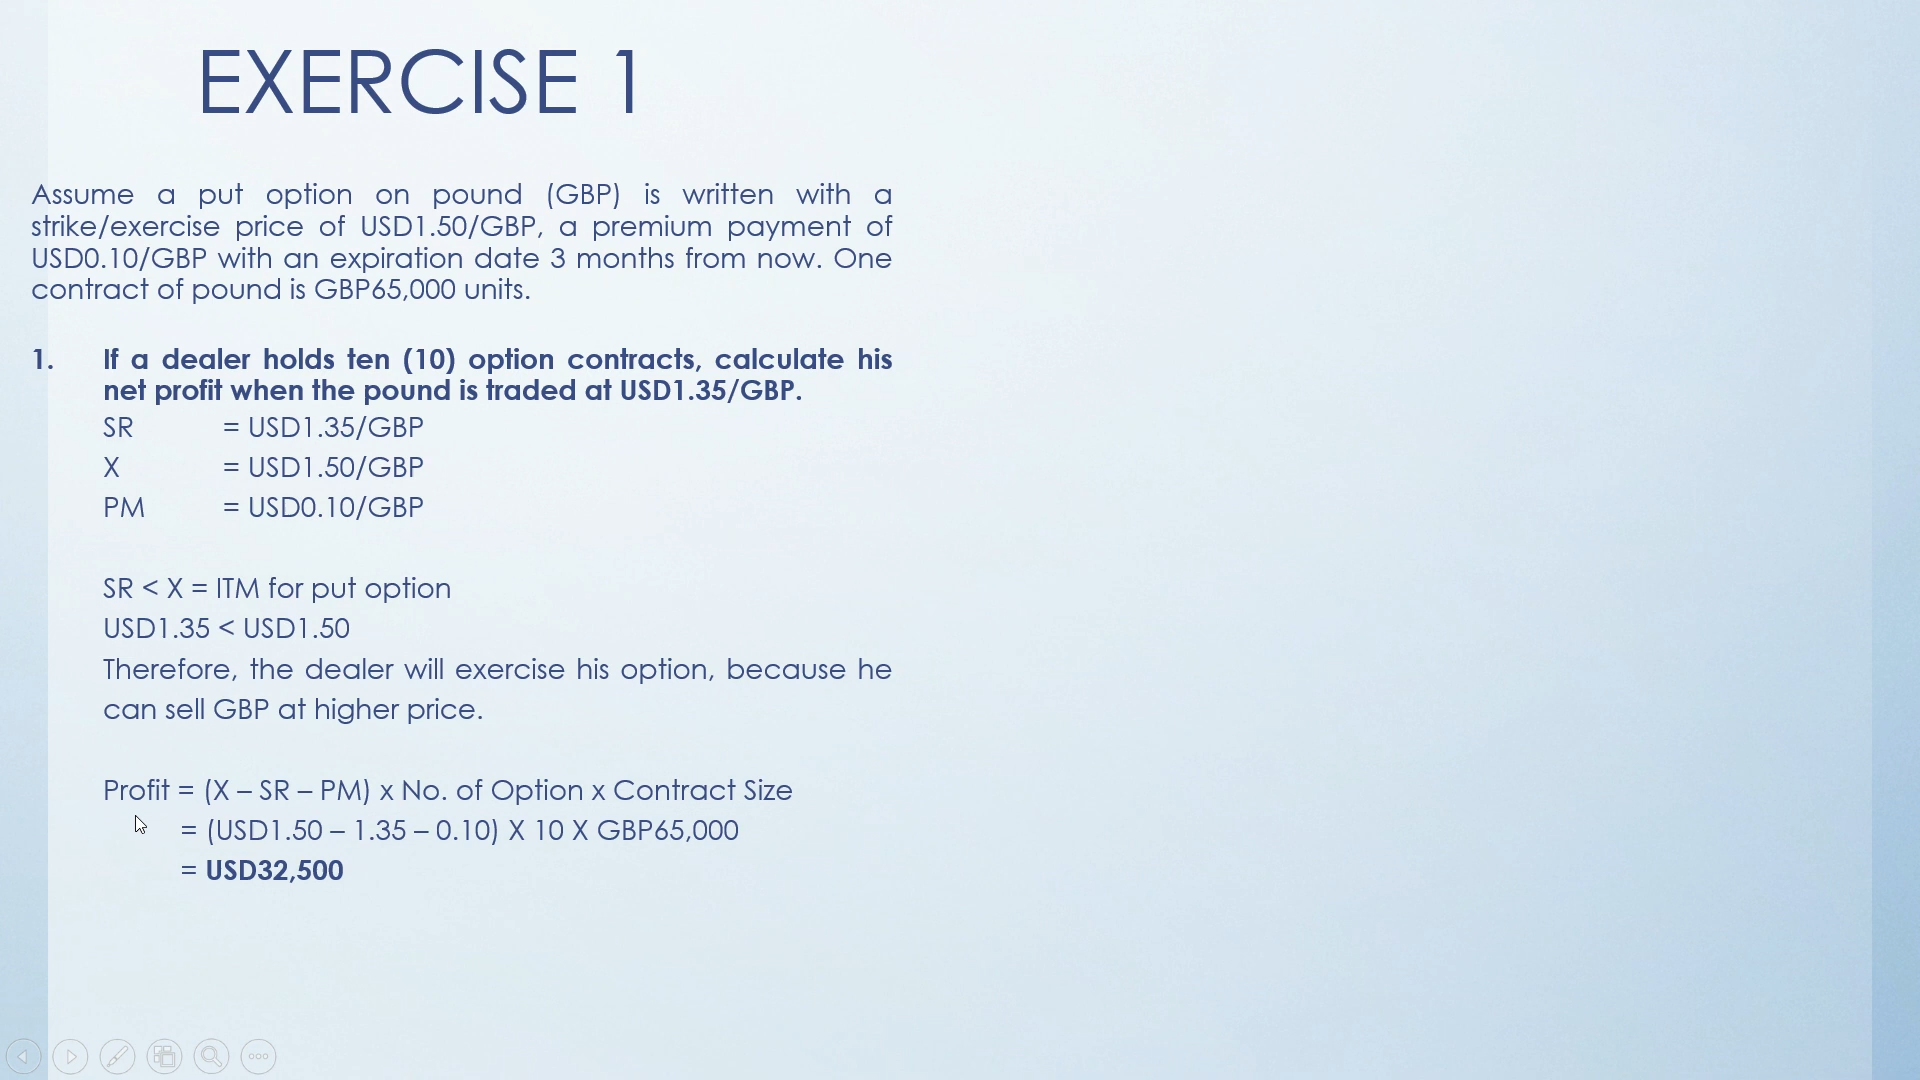 EXERCISE 1
Assume a put option on pound (GBP) is written with a
strike/exercise price of USD1.50/GBP, a premium payment of
USD0.10/GBP with an expiration date 3 months from now. One
contract of pound is GBP65,000 units.
1. If a dealer holds ten (10) option contracts, calculate his
net profit when the pound is traded at USD1.35/GBP.
SR = USD1.35/GBP
X = USD1.50/GBP
PM = USD0.10/GBP
SR < X = ITM for put option
USD1.35 < USD1.50
Therefore, the dealer will exercise his option, because he
can sell GBP at higher price.
Profit = (X – SR – PM) x No. of Option x Contract Size
= (USD1.50 – 1.35 – 0.10) X 10 X GBP65,000
= USD32,500